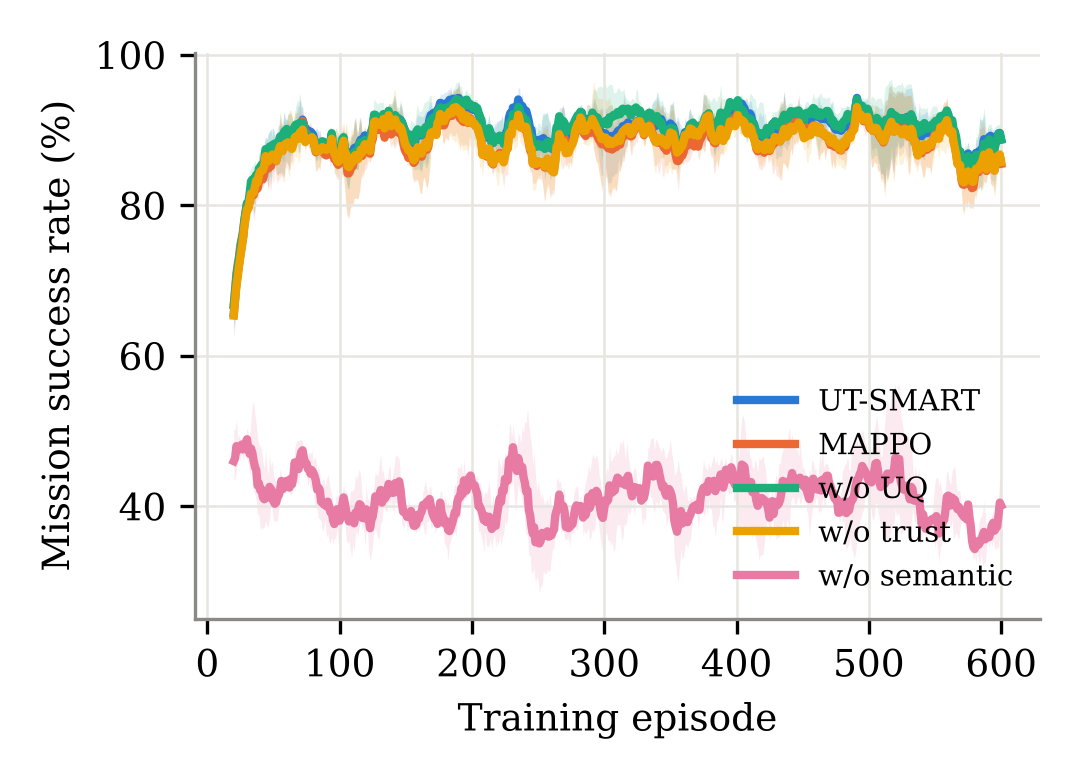 Mission success rate (%)
100
80
60
40
UT-SMART
MAPPO
w/o UQ
w/o trust
w/o semantic
0 100 200 300 400 500 600
Training episode